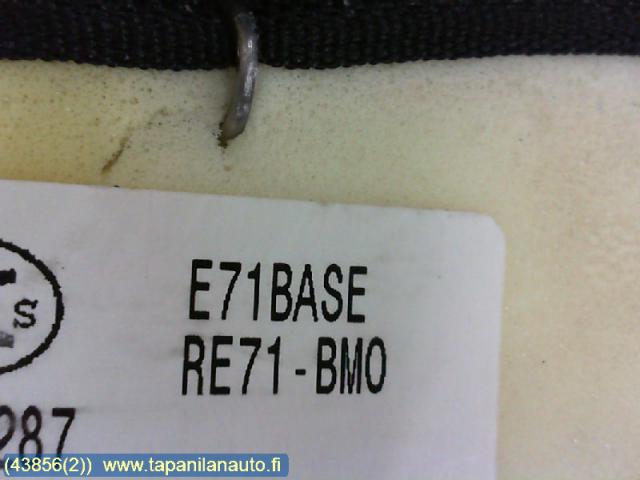 E71BASE
RE71-BMO
S
287
(43856(2)) www.tapanilanauto.fi